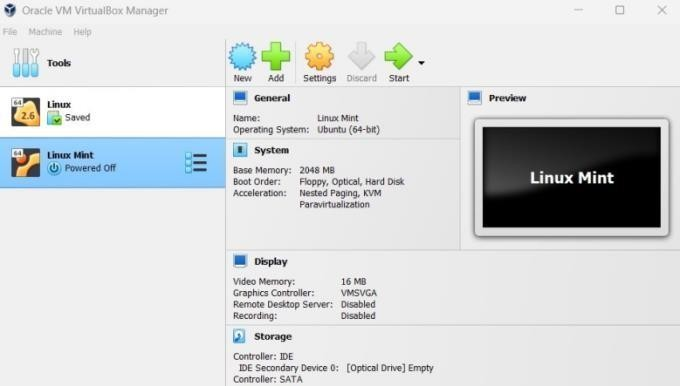 Oracle VM VirtualBox Manager
File Machine Help
Tools
New Add Settings Discard Start
64
2.6
Linux
Saved
64
Linux Mint
Powered Off
General
Name: Linux Mint
Operating System: Ubuntu (64-bit)
System
Base Memory: 2048 MB
Boot Order: Floppy, Optical, Hard Disk
Acceleration: Nested Paging, KVM
Paravirtualization
Preview
Linux Mint
Display
Video Memory: 16 MB
Graphics Controller: VMSVGA
Remote Desktop Server: Disabled
Recording: Disabled
Storage
Controller: IDE
IDE Secondary Device 0: [Optical Drive] Empty
Controller: SATA